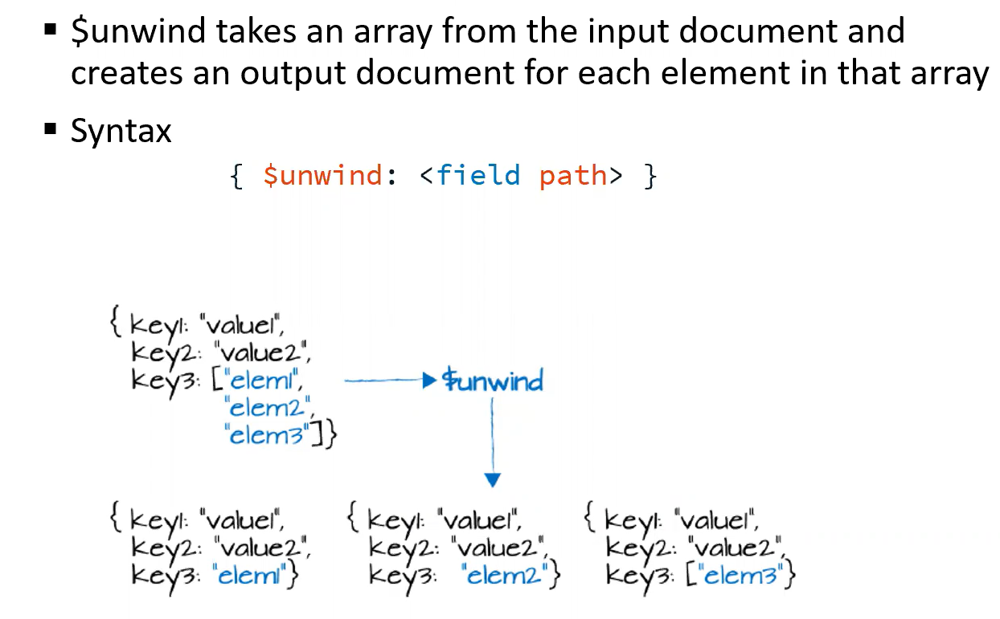 ▪ $unwind takes an array from the input document and
creates an output document for each element in that array
▪ Syntax
{ $unwind: <field path> }
{ key1: "value1",
key2: "value2",
key3: ["elem1",
"elem2",
"elem3"]}
$unwind
{ key1: "value1",
key2: "value2",
key3: "elem1"}
{ key1: "value1",
key2: "value2",
key3: "elem2"}
{ key1: "value1",
key2: "value2",
key3: ["elem3"}